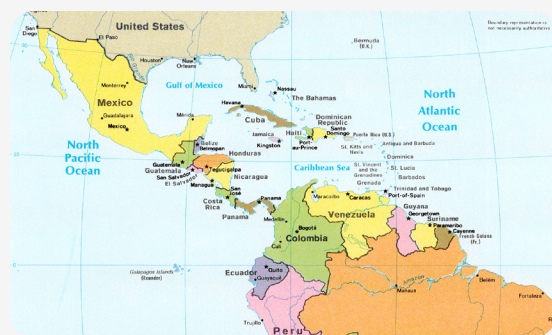 United States
Boundary representation is
not necessarily authoritative
San
Diego
El Paso
Bermuda
(U.K.)
Houston
New
Orleans
Gulf of Mexico
Miami
Nassau
The Bahamas
North
Atlantic
Ocean
Monterrey
Mexico
Guadalajara
Mexico
Havana
Cuba
Mérida
Dominican
Republic
Santo
Domingo
Puerto Rico (U.S.)
Jamaica
Kingston
Haiti
Port-
au-Prince
Antigua and Barbuda
St. Kitts and
Nevis
Dominica
North
Pacific
Ocean
Belize
Belmopan
Guatemala
Guatemala
Honduras
Tegucigalpa
San Salvador
El Salvador
Nicaragua
Managua
Caribbean Sea
St. Lucia
St. Vincent
and the
Grenadines
Barbados
Grenada
San
José
Costa
Rica
Panama
Panama
Trinidad and Tobago
Port-of-Spain
Maracaibo
Caracas
Venezuela
Guyana
Georgetown
Suriname
Paramaribo
Cayenne
French Guiana
(Fr.)
Medellín
Bogotá
Cali
Colombia
Galapagos Islands
(Ecuador)
Ecuador
Quito
Guayaquil
Manaus
Amazon
Belém
Fortaleza
Trujillo
Peru